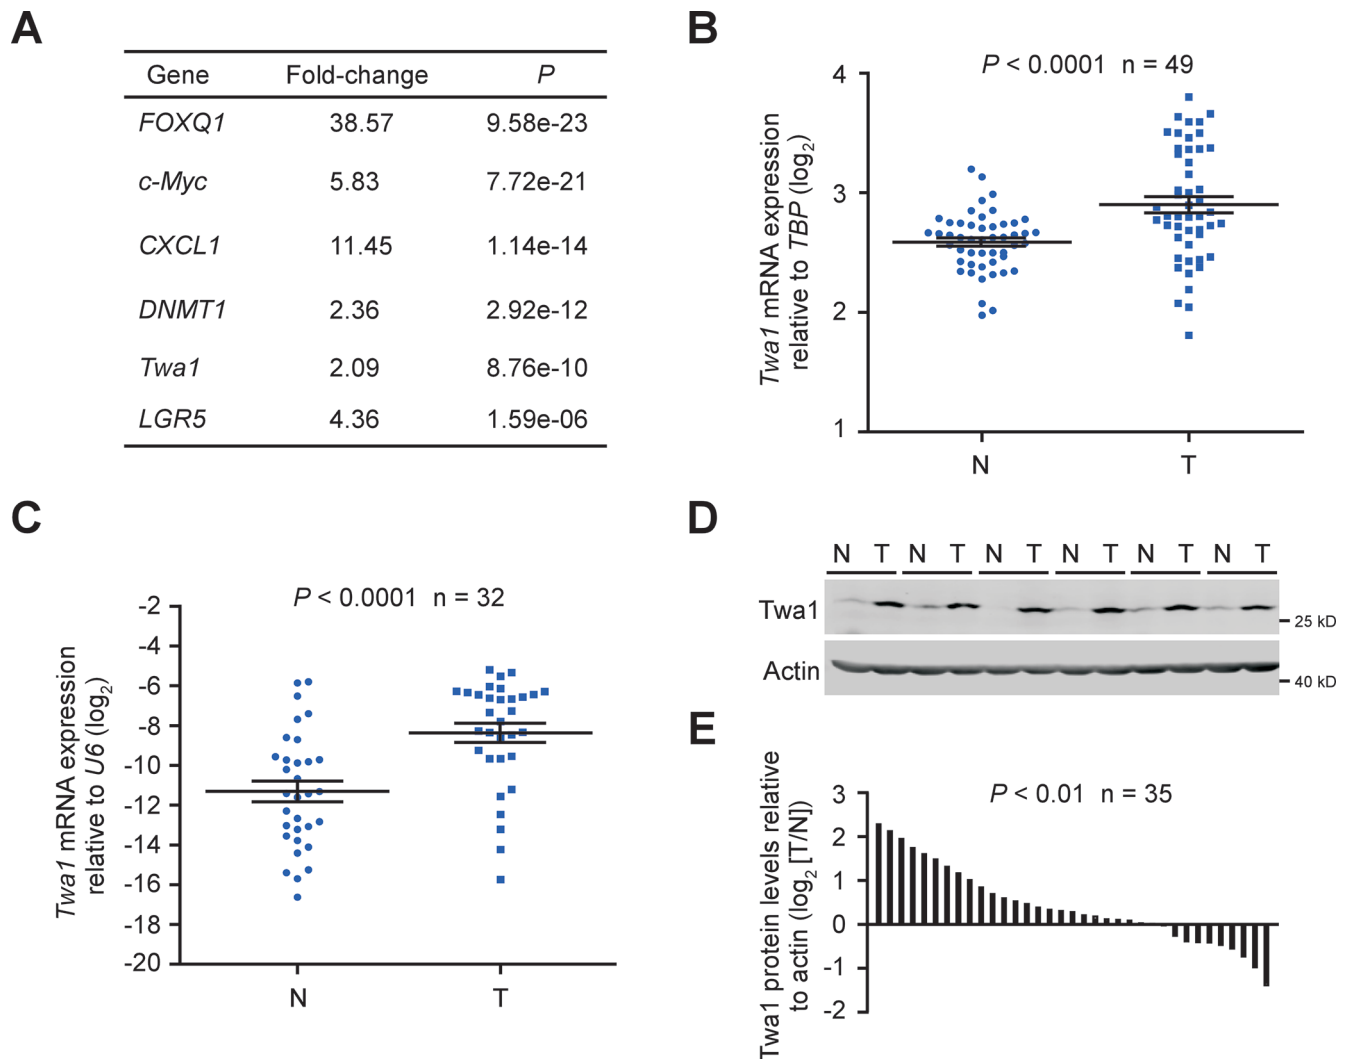 A
Gene Fold-change P
FOXQ1 38.57 9.58e-23
c-Myc 5.83 7.72e-21
CXCL1 11.45 1.14e-14
DNMT1 2.36 2.92e-12
Twa1 2.09 8.76e-10
LGR5 4.36 1.59e-06
B
P < 0.0001 n = 49
Twa1 mRNA expression
relative to TBP (log2)
4
3
2
1
N T
C
P < 0.0001 n = 32
Twa1 mRNA expression
relative to U6 (log2)
-2
-4
-6
-8
-10
-12
-14
-16
-18
-20
N T
D
N T N T N T N T N T N T
Twa1
25 kD
Actin
40 kD
E
P < 0.01 n = 35
Twa1 protein levels relative
to actin (log2 [T/N])
3
2
1
0
-1
-2